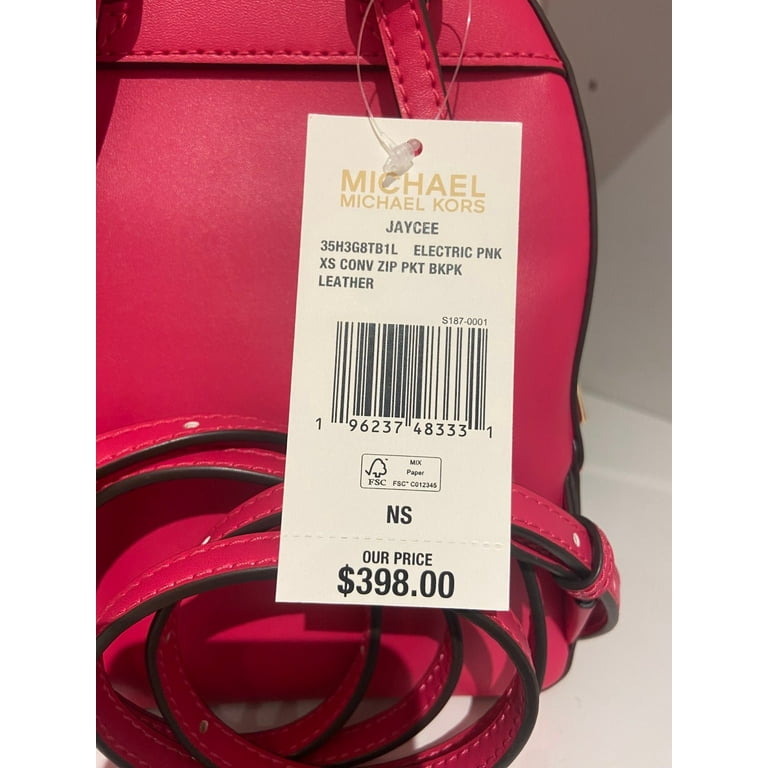 MICHAEL
MICHAEL KORS
JAYCEE
35H3G8TB1L ELECTRIC PNK
XS CONV ZIP PKT BKPK
LEATHER
S187-0001
1 96237 48333 1
FSC
MIX
Paper
FSC™ C012345
NS
OUR PRICE
$398.00